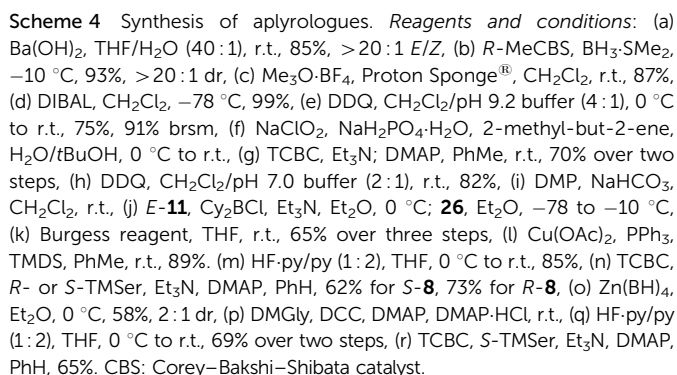 Scheme 4 Synthesis of aplyrologues. Reagents and conditions: (a)
Ba(OH)₂, THF/H₂O (40 : 1), r.t., 85%, >20 : 1 E/Z, (b) R-MeCBS, BH₃·SMe₂,
−10 °C, 93%, >20 : 1 dr, (c) Me₃O·BF₄, Proton Sponge®, CH₂Cl₂, r.t., 87%,
(d) DIBAL, CH₂Cl₂, −78 °C, 99%, (e) DDQ, CH₂Cl₂/pH 9.2 buffer (4 : 1), 0 °C
to r.t., 75%, 91% brsm, (f) NaClO₂, NaH₂PO₄·H₂O, 2-methyl-but-2-ene,
H₂O/tBuOH, 0 °C to r.t., (g) TCBC, Et₃N; DMAP, PhMe, r.t., 70% over two
steps, (h) DDQ, CH₂Cl₂/pH 7.0 buffer (2 : 1), r.t., 82%, (i) DMP, NaHCO₃,
CH₂Cl₂, r.t., (j) E-11, Cy₂BCl, Et₃N, Et₂O, 0 °C; 26, Et₂O, −78 to −10 °C,
(k) Burgess reagent, THF, r.t., 65% over three steps, (l) Cu(OAc)₂, PPh₃,
TMDS, PhMe, r.t., 89%. (m) HF·py/py (1 : 2), THF, 0 °C to r.t., 85%, (n) TCBC,
R- or S-TMSer, Et₃N, DMAP, PhH, 62% for S-8, 73% for R-8, (o) Zn(BH)₄,
Et₂O, 0 °C, 58%, 2 : 1 dr, (p) DMGly, DCC, DMAP, DMAP·HCl, r.t., (q) HF·py/py
(1 : 2), THF, 0 °C to r.t., 69% over two steps, (r) TCBC, S-TMSer, Et₃N, DMAP,
PhH, 65%. CBS: Corey–Bakshi–Shibata catalyst.